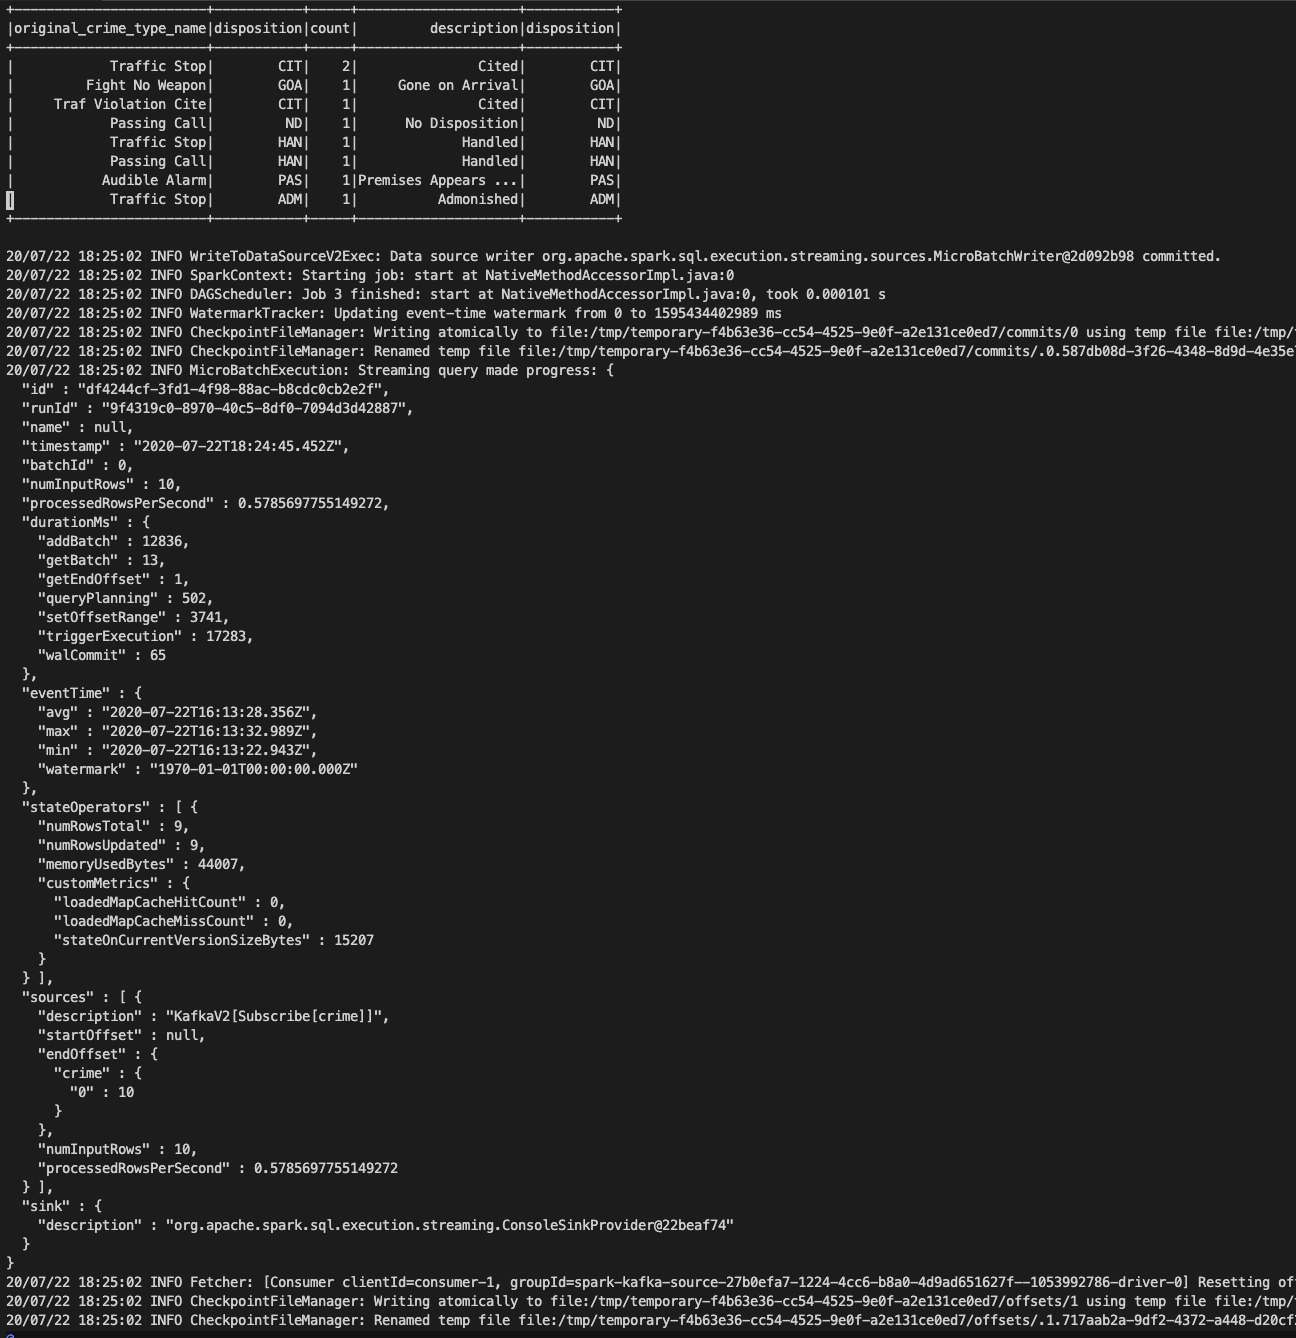 +------------------------+-----------+-----+--------------------+-----------+
|original_crime_type_name|disposition|count|         description|disposition|
+------------------------+-----------+-----+--------------------+-----------+
|            Traffic Stop|        CIT|    2|               Cited|        CIT|
|         Fight No Weapon|        GOA|    1|     Gone on Arrival|        GOA|
|     Traf Violation Cite|        CIT|    1|               Cited|        CIT|
|            Passing Call|         ND|    1|      No Disposition|         ND|
|            Traffic Stop|        HAN|    1|             Handled|        HAN|
|            Passing Call|        HAN|    1|             Handled|        HAN|
|           Audible Alarm|        PAS|    1|Premises Appears ...|        PAS|
|            Traffic Stop|        ADM|    1|          Admonished|        ADM|
+------------------------+-----------+-----+--------------------+-----------+
20/07/22 18:25:02 INFO WriteToDataSourceV2Exec: Data source writer org.apache.spark.sql.execution.streaming.sources.MicroBatchWriter@2d092b98 committed.
20/07/22 18:25:02 INFO SparkContext: Starting job: start at NativeMethodAccessorImpl.java:0
20/07/22 18:25:02 INFO DAGScheduler: Job 3 finished: start at NativeMethodAccessorImpl.java:0, took 0.000101 s
20/07/22 18:25:02 INFO WatermarkTracker: Updating event-time watermark from 0 to 1595434402989 ms
20/07/22 18:25:02 INFO CheckpointFileManager: Writing atomically to file:/tmp/temporary-f4b63e36-cc54-4525-9e0f-a2e131ce0ed7/commits/0 using temp file file:/tmp/
20/07/22 18:25:02 INFO CheckpointFileManager: Renamed temp file file:/tmp/temporary-f4b63e36-cc54-4525-9e0f-a2e131ce0ed7/commits/.0.587db08d-3f26-4348-8d9d-4e35e
20/07/22 18:25:02 INFO MicroBatchExecution: Streaming query made progress: {
  "id" : "df4244cf-3fd1-4f98-88ac-b8cdc0cb2e2f",
  "runId" : "9f4319c0-8970-40c5-8df0-7094d3d42887",
  "name" : null,
  "timestamp" : "2020-07-22T18:24:45.452Z",
  "batchId" : 0,
  "numInputRows" : 10,
  "processedRowsPerSecond" : 0.5785697755149272,
  "durationMs" : {
    "addBatch" : 12836,
    "getBatch" : 13,
    "getEndOffset" : 1,
    "queryPlanning" : 502,
    "setOffsetRange" : 3741,
    "triggerExecution" : 17283,
    "walCommit" : 65
  },
  "eventTime" : {
    "avg" : "2020-07-22T16:13:28.356Z",
    "max" : "2020-07-22T16:13:32.989Z",
    "min" : "2020-07-22T16:13:22.943Z",
    "watermark" : "1970-01-01T00:00:00.000Z"
  },
  "stateOperators" : [ {
    "numRowsTotal" : 9,
    "numRowsUpdated" : 9,
    "memoryUsedBytes" : 44007,
    "customMetrics" : {
      "loadedMapCacheHitCount" : 0,
      "loadedMapCacheMissCount" : 0,
      "stateOnCurrentVersionSizeBytes" : 15207
    }
  } ],
  "sources" : [ {
    "description" : "KafkaV2[Subscribe[crime]]",
    "startOffset" : null,
    "endOffset" : {
      "crime" : {
        "0" : 10
      }
    },
    "numInputRows" : 10,
    "processedRowsPerSecond" : 0.5785697755149272
  } ],
  "sink" : {
    "description" : "org.apache.spark.sql.execution.streaming.ConsoleSinkProvider@22beaf74"
  }
}
20/07/22 18:25:02 INFO Fetcher: [Consumer clientId=consumer-1, groupId=spark-kafka-source-27b0efa7-1224-4cc6-b8a0-4d9ad651627f--1053992786-driver-0] Resetting of
20/07/22 18:25:02 INFO CheckpointFileManager: Writing atomically to file:/tmp/temporary-f4b63e36-cc54-4525-9e0f-a2e131ce0ed7/offsets/1 using temp file file:/tmp/
20/07/22 18:25:02 INFO CheckpointFileManager: Renamed temp file file:/tmp/temporary-f4b63e36-cc54-4525-9e0f-a2e131ce0ed7/offsets/.1.717aab2a-9df2-4372-a448-d20cf